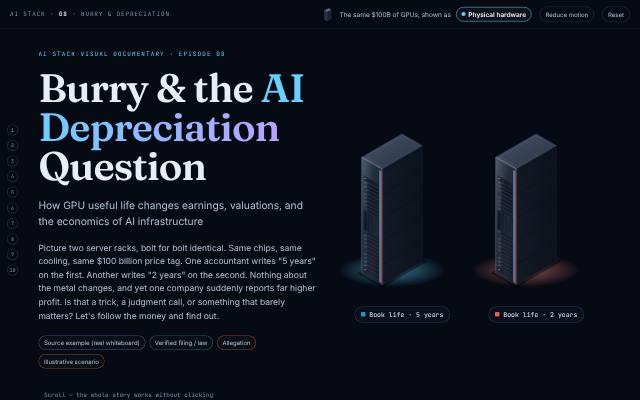 AI STACK · 08 · BURRY & DEPRECIATION
The same $100B of GPUs, shown as
Physical hardware
Reduce motion
Reset
AI STACK VISUAL DOCUMENTARY · EPISODE 08
Burry & the AI
Depreciation
Question
How GPU useful life changes earnings, valuations, and
the economics of AI infrastructure
Picture two server racks, bolt for bolt identical. Same chips, same
cooling, same $100 billion price tag. One accountant writes "5 years"
on the first. Another writes "2 years" on the second. Nothing about
the metal changes, and yet one company suddenly reports far higher
profit. Is that a trick, a judgment call, or something that barely
matters? Let's follow the money and find out.
Source example (reel whiteboard)
Verified filing / law
Allegation
Illustrative scenario
Scroll — the whole story works without clicking
1
2
3
4
5
6
7
8
9
10
Book life · 5 years
Book life · 2 years